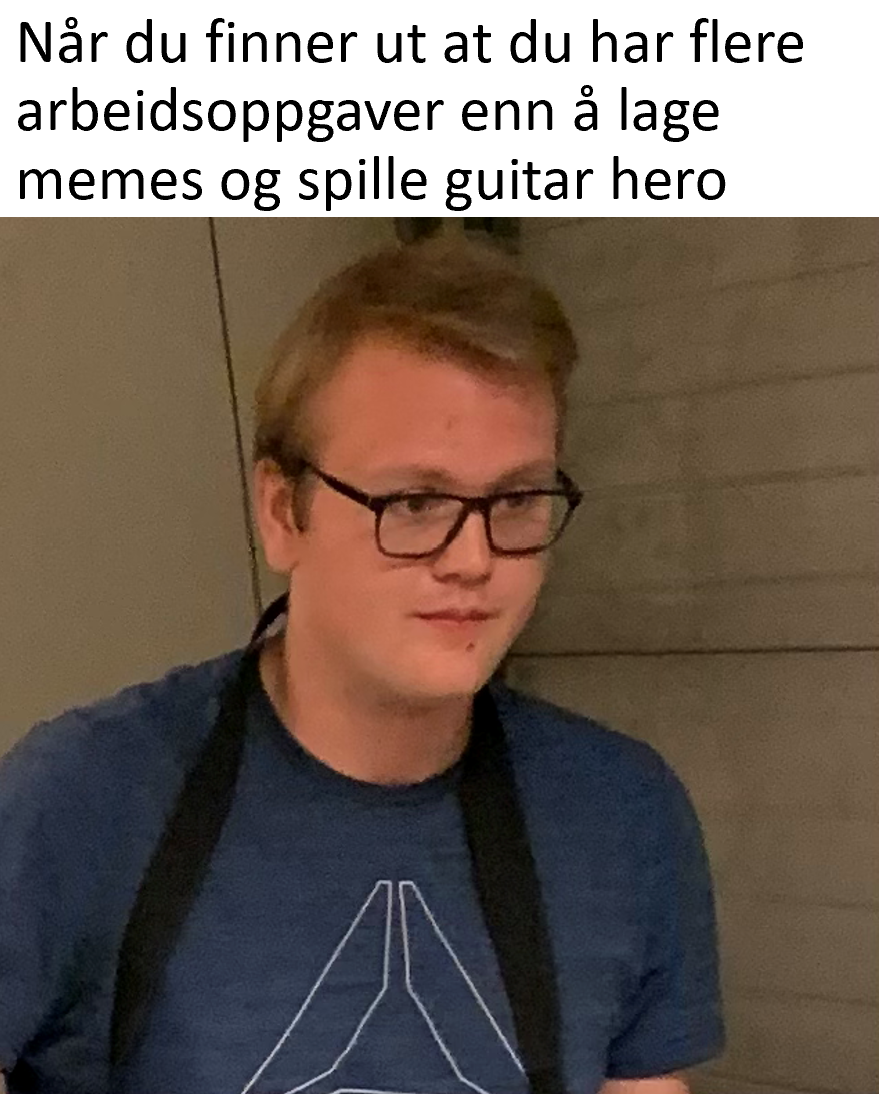 Når du finner ut at du har flere
arbeidsoppgaver enn å lage
memes og spille guitar hero